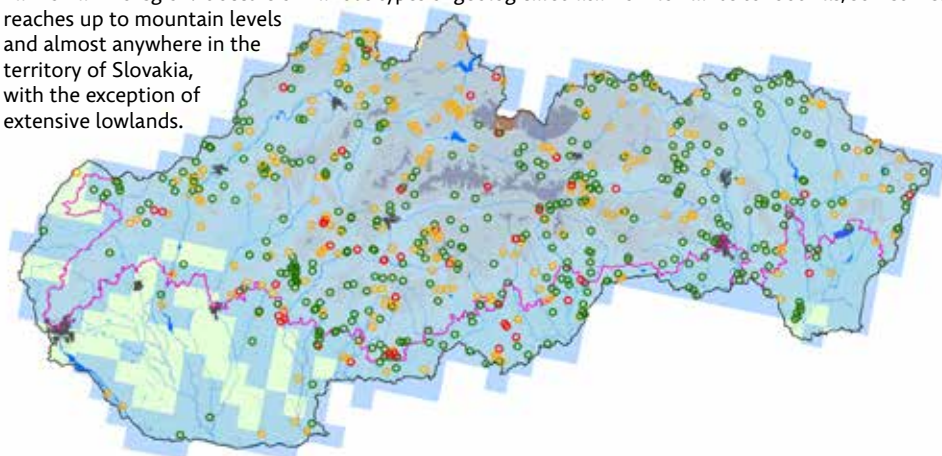 reaches up to mountain levels
and almost anywhere in the
territory of Slovakia,
with the exception of
extensive lowlands.